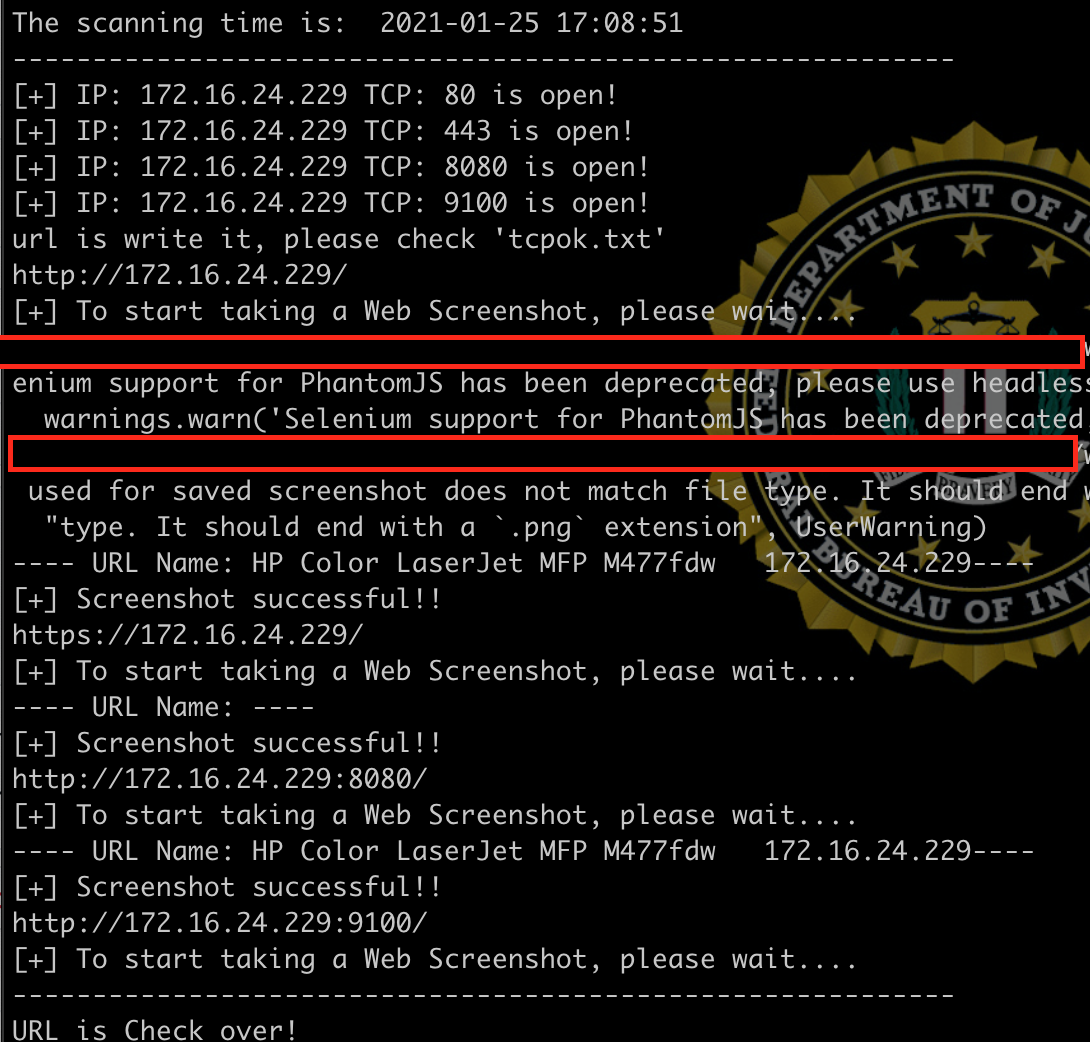 The scanning time is:  2021-01-25 17:08:51
-----------------------------------------------------------
[+] IP: 172.16.24.229 TCP: 80 is open!
[+] IP: 172.16.24.229 TCP: 443 is open!
[+] IP: 172.16.24.229 TCP: 8080 is open!
[+] IP: 172.16.24.229 TCP: 9100 is open!
url is write it, please check 'tcpok.txt'
http://172.16.24.229/
[+] To start taking a Web Screenshot, please wait....
enium support for PhantomJS has been deprecated, please use headless
warnings.warn('Selenium support for PhantomJS has been deprecated,
used for saved screenshot does not match file type. It should end w
"type. It should end with a `.png` extension", UserWarning)
---- URL Name: HP Color LaserJet MFP M477fdw   172.16.24.229----
[+] Screenshot successful!!
https://172.16.24.229/
[+] To start taking a Web Screenshot, please wait....
---- URL Name: ----
[+] Screenshot successful!!
http://172.16.24.229:8080/
[+] To start taking a Web Screenshot, please wait....
---- URL Name: HP Color LaserJet MFP M477fdw   172.16.24.229----
[+] Screenshot successful!!
http://172.16.24.229:9100/
[+] To start taking a Web Screenshot, please wait....
-----------------------------------------------------------
URL is Check over!
DEPARTMENT OF JU
BUREAU OF INV